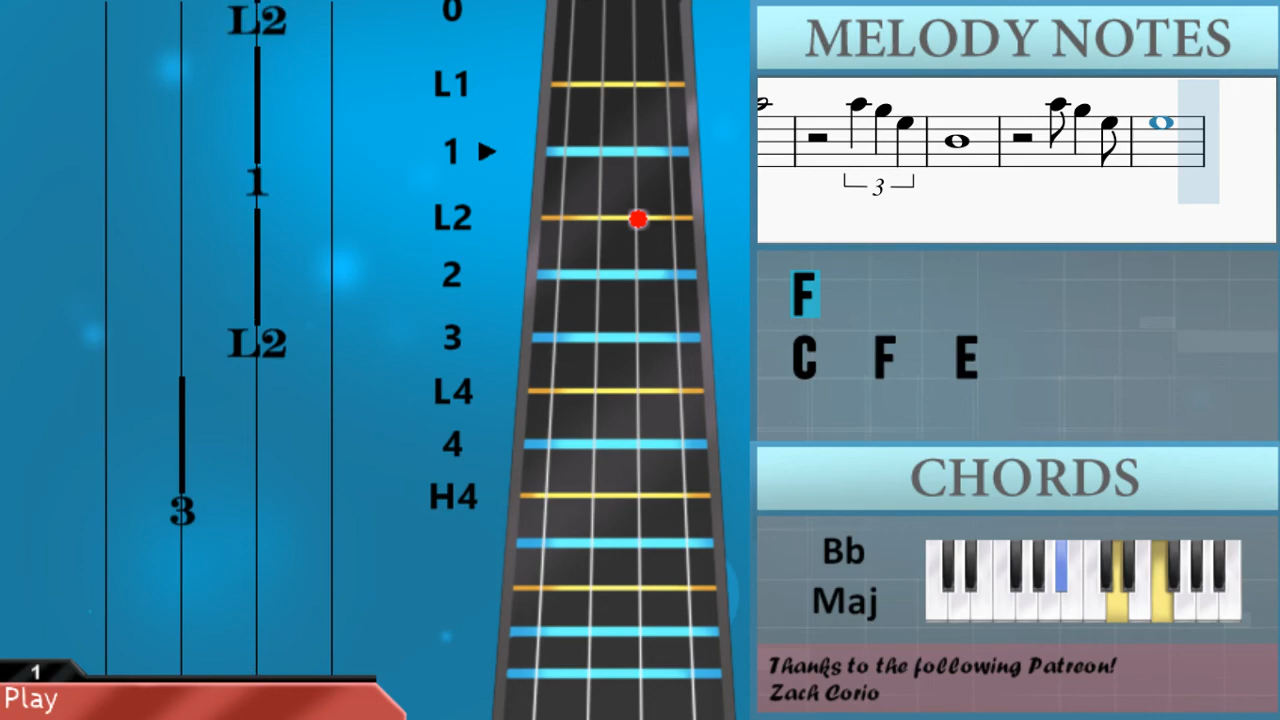 L2
1
L2
3
1
Play
0
L1
1
L2
2
3
L4
4
H4
MELODY NOTES
3
F
C F E
CHORDS
Bb
Maj
Thanks to the following Patreon!
Zach Corio